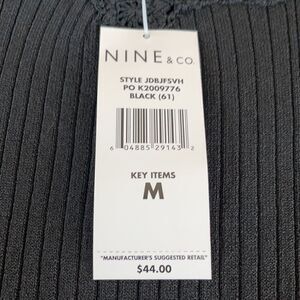 NINE & CO.
STYLE JDBJFSVH
PO K2009776
BLACK (61)
6 04885 29143 2
KEY ITEMS
M
"MANUFACTURER'S SUGGESTED RETAIL"
$44.00